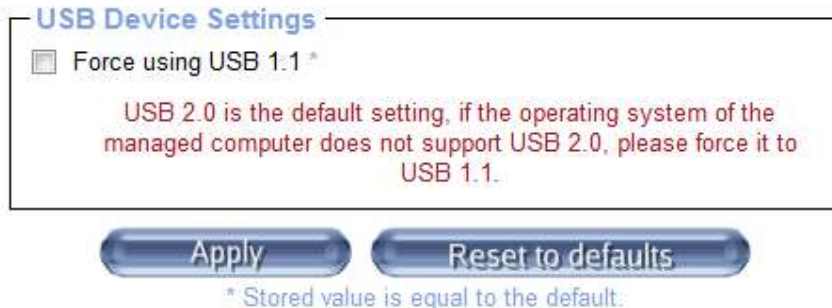 USB Device Settings
Force using USB 1.1 *
USB 2.0 is the default setting, if the operating system of the
managed computer does not support USB 2.0, please force it to
USB 1.1.
Apply
Reset to defaults
* Stored value is equal to the default.